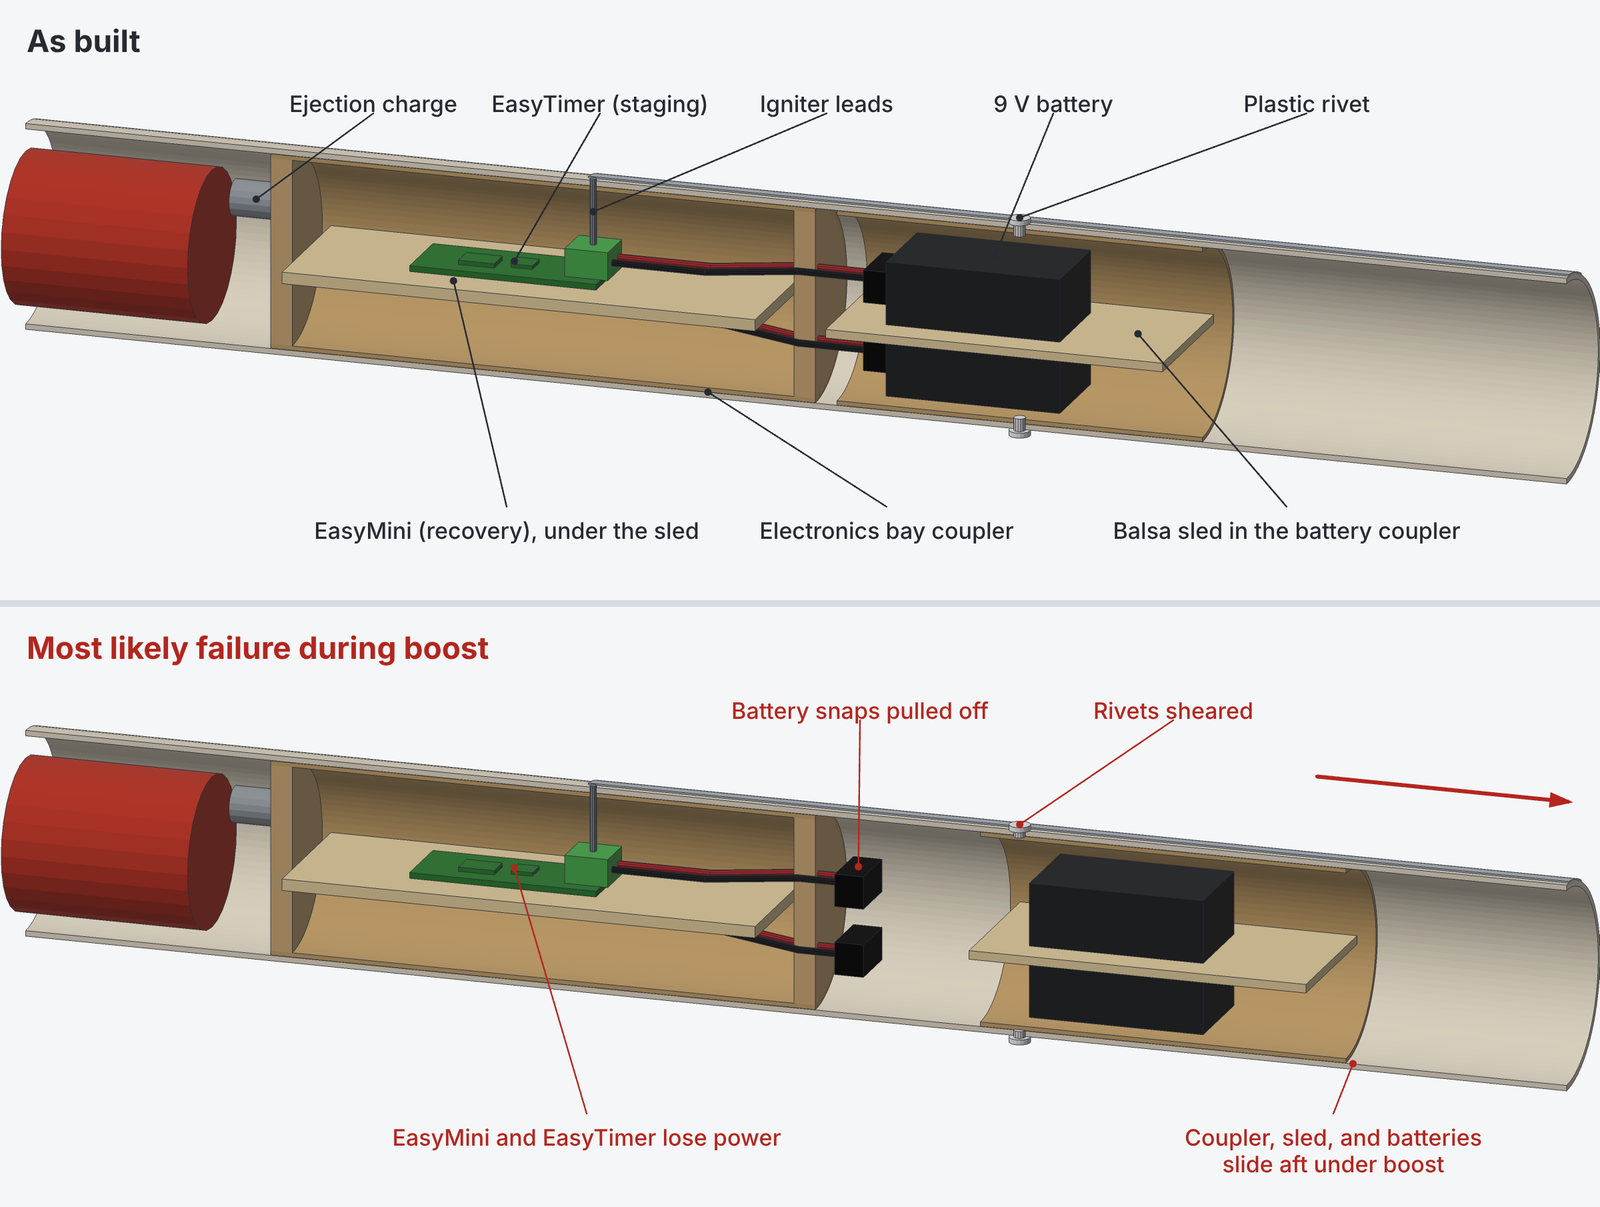 As built
Ejection charge
EasyTimer (staging)
Igniter leads
9 V battery
Plastic rivet
EasyMini (recovery), under the sled
Electronics bay coupler
Balsa sled in the battery coupler
Most likely failure during boost
Battery snaps pulled off
Rivets sheared
EasyMini and EasyTimer lose power
Coupler, sled, and batteries
slide aft under boost